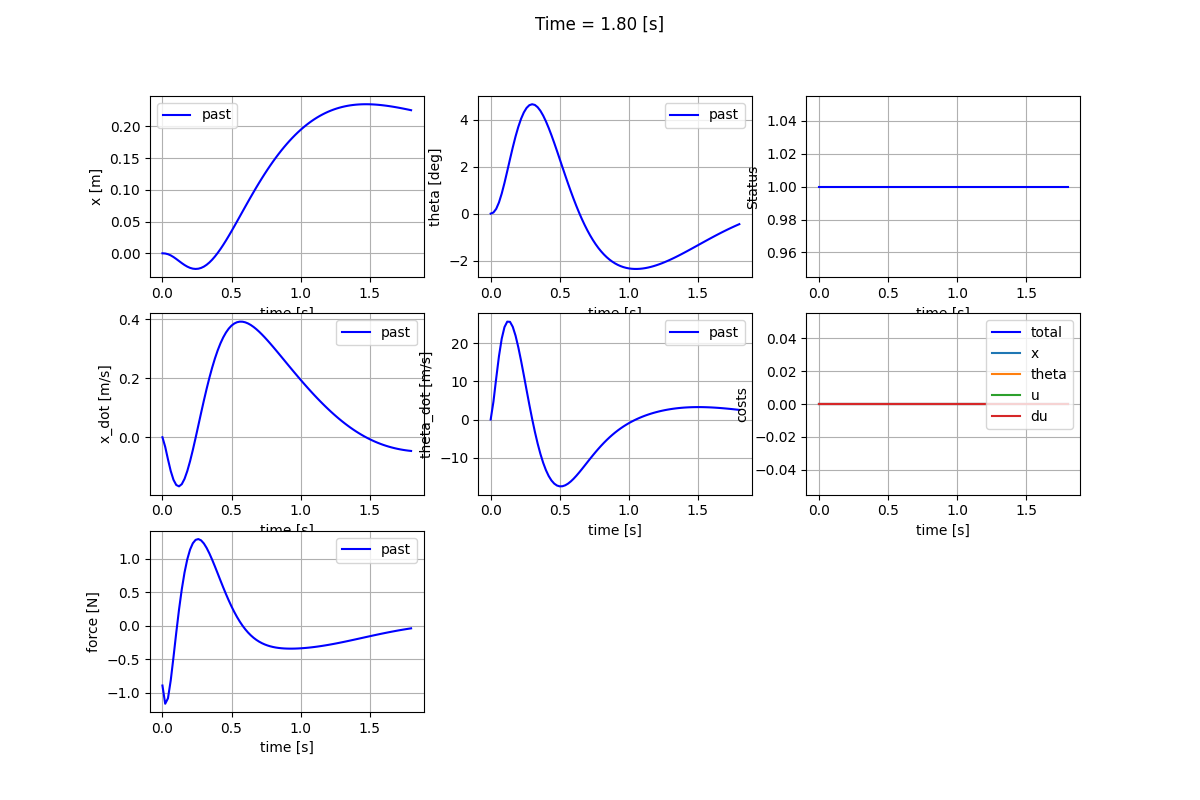 Time = 1.80 [s]
x [m]
0.20
0.15
0.10
0.05
0.00
past
0.0 0.5 1.0 1.5
time [s]
theta [deg]
4
2
0
−2
past
0.0 0.5 1.0 1.5
time [s]
Status
1.04
1.02
1.00
0.98
0.96
0.0 0.5 1.0 1.5
time [s]
x_dot [m/s]
0.4
0.2
0.0
past
0.0 0.5 1.0 1.5
time [s]
theta_dot [m/s]
20
10
0
−10
past
0.0 0.5 1.0 1.5
time [s]
costs
0.04
0.02
0.00
−0.02
−0.04
total
x
theta
u
du
0.0 0.5 1.0 1.5
time [s]
force [N]
1.0
0.5
0.0
−0.5
−1.0
past
0.0 0.5 1.0 1.5
time [s]